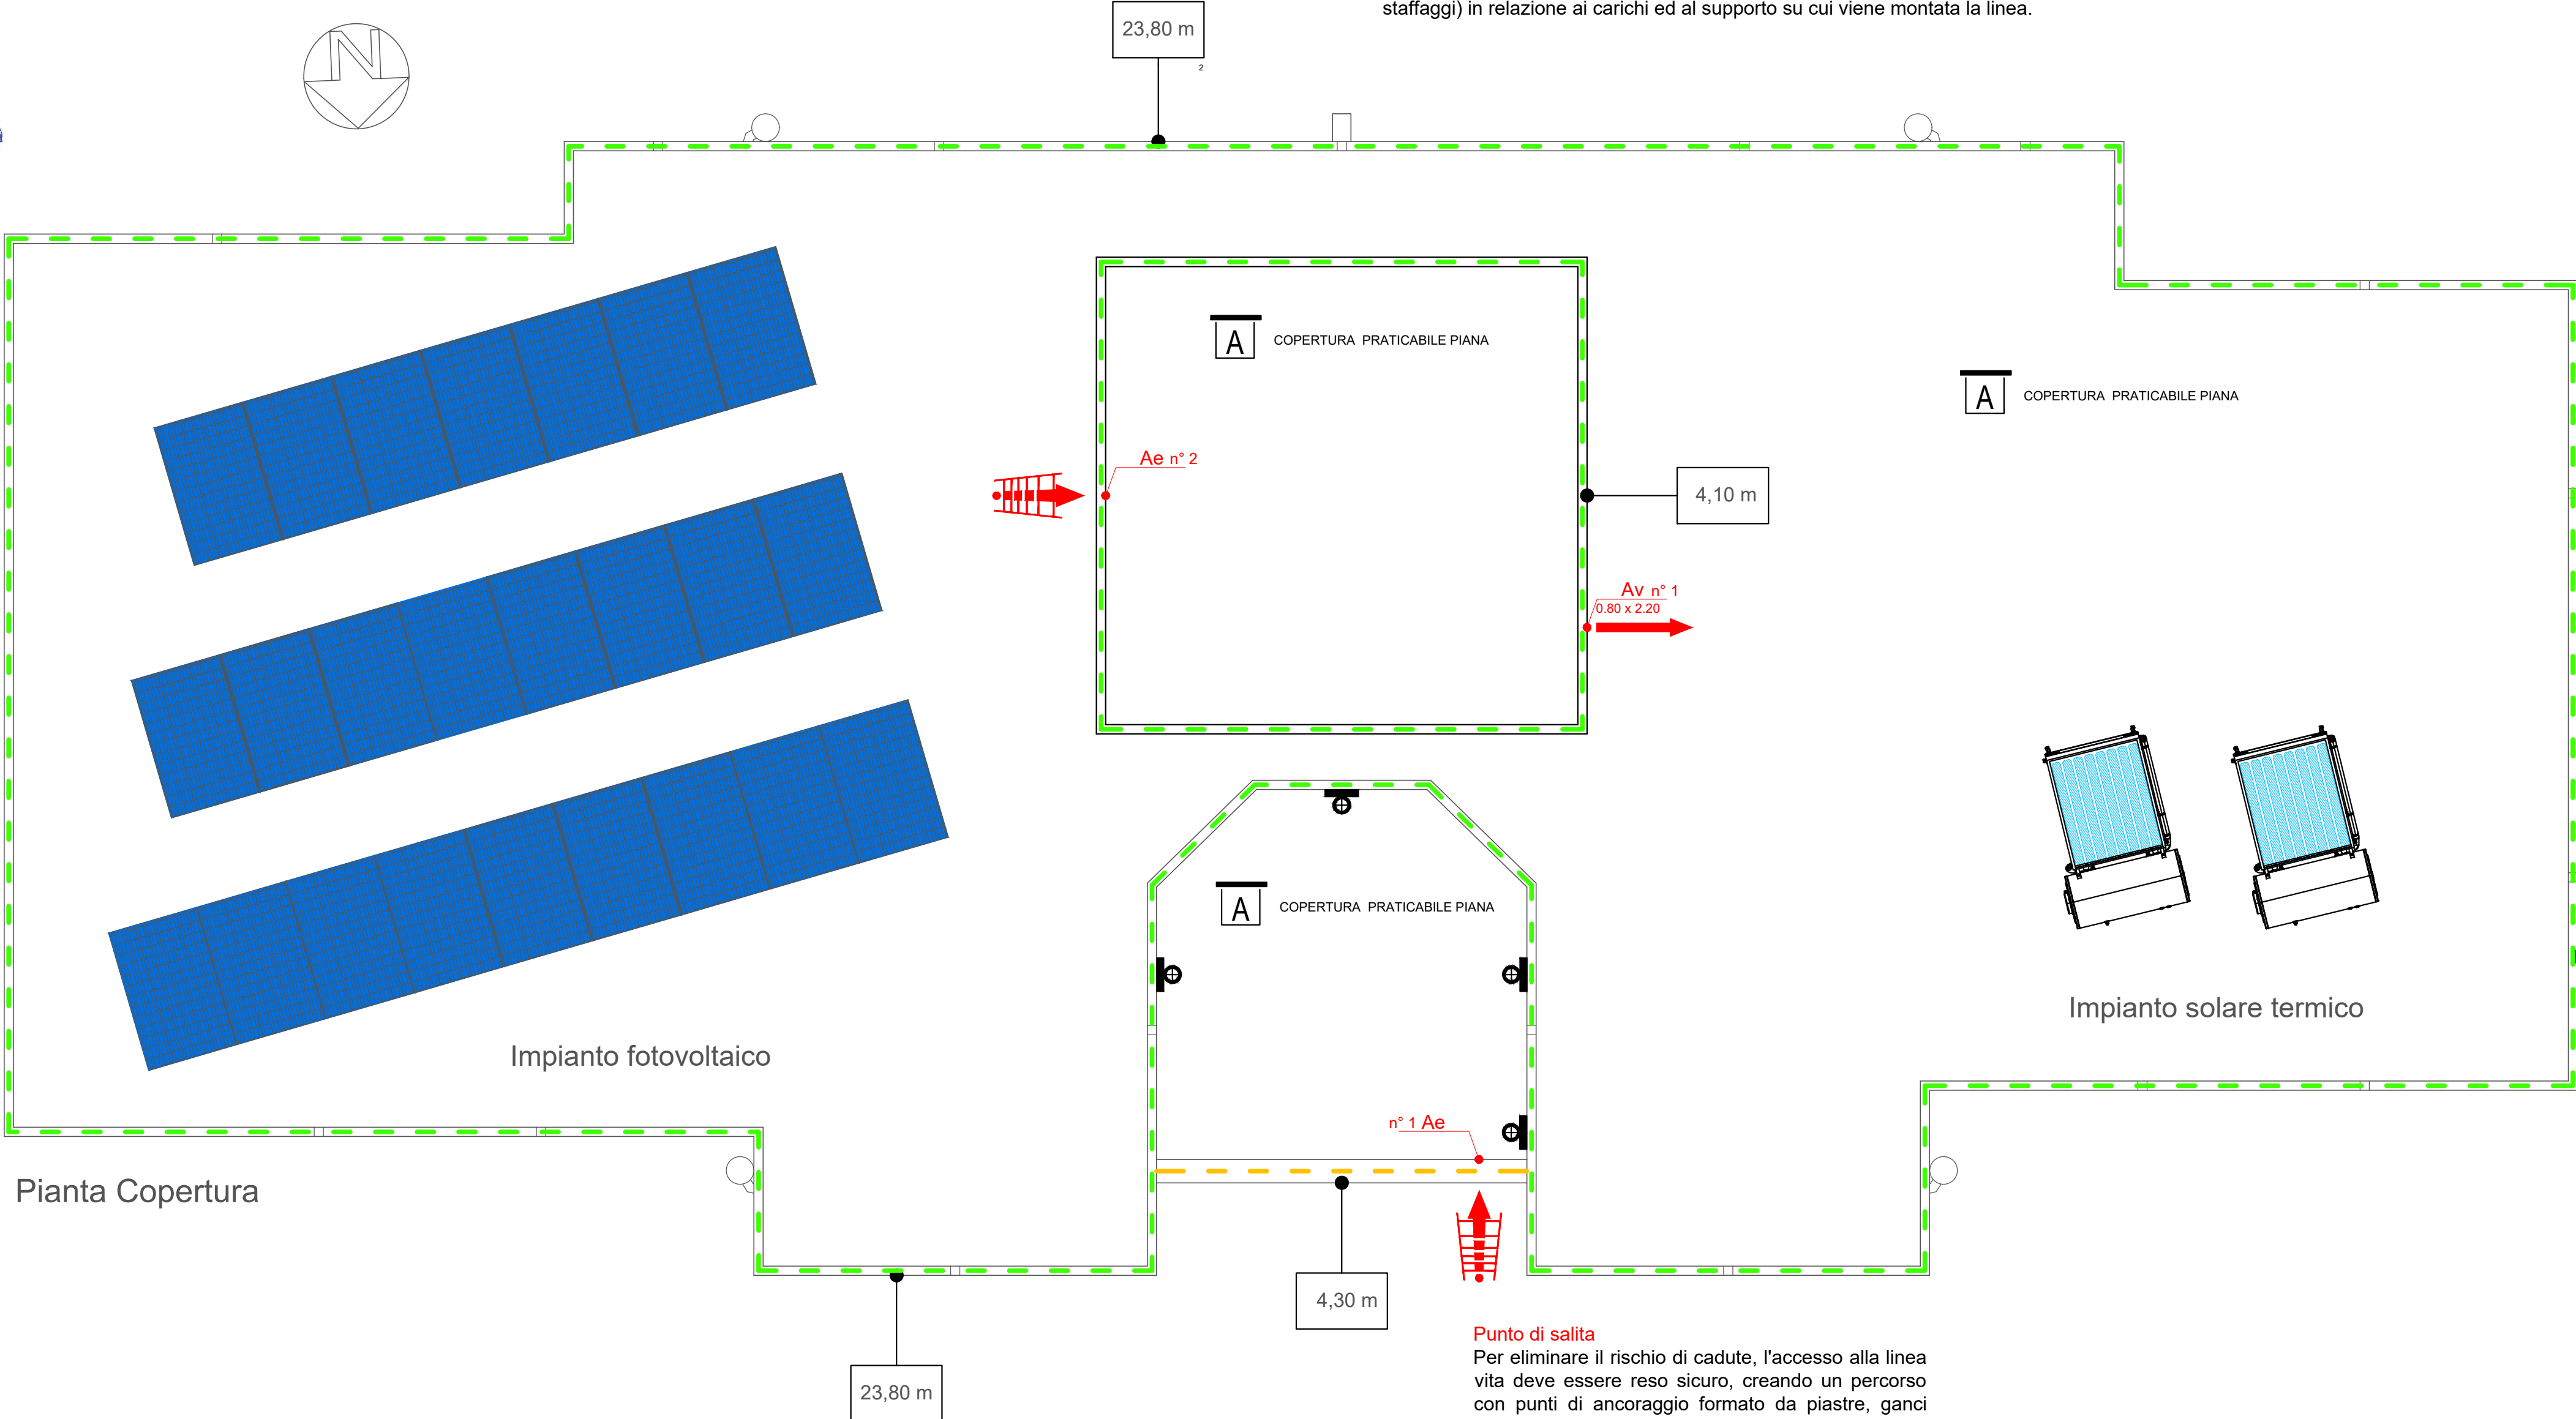 staffaggi) in relazione ai carichi ed al supporto su cui viene montata la linea.
23,80 m
2
N
A COPERTURA PRATICABILE PIANA
A COPERTURA PRATICABILE PIANA
Ae n° 2
4,10 m
Av n° 1
0.80 x 2.20
A COPERTURA PRATICABILE PIANA
Impianto solare termico
Impianto fotovoltaico
n° 1 Ae
Pianta Copertura
4,30 m
23,80 m
Punto di salita
Per eliminare il rischio di cadute, l'accesso alla linea
vita deve essere reso sicuro, creando un percorso
con punti di ancoraggio formato da piastre, ganci